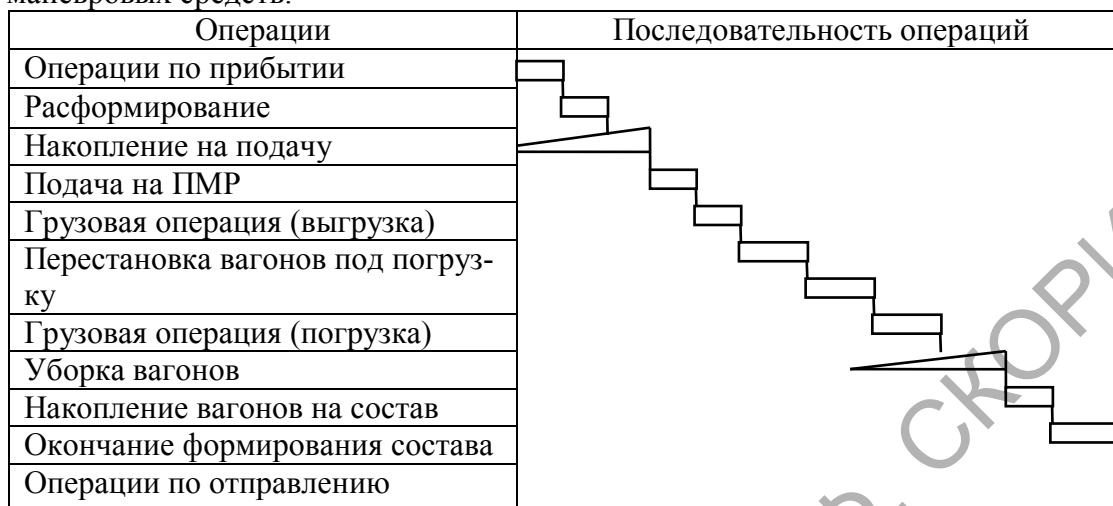 маневровых средств.
Операции
Последовательность операций
Операции по прибытии
Расформирование
Накопление на подачу
Подача на ПМР
Грузовая операция (выгрузка)
Перестановка вагонов под погруз-
ку
Грузовая операция (погрузка)
Уборка вагонов
Накопление вагонов на состав
Окончание формирования состава
Операции по отправлению